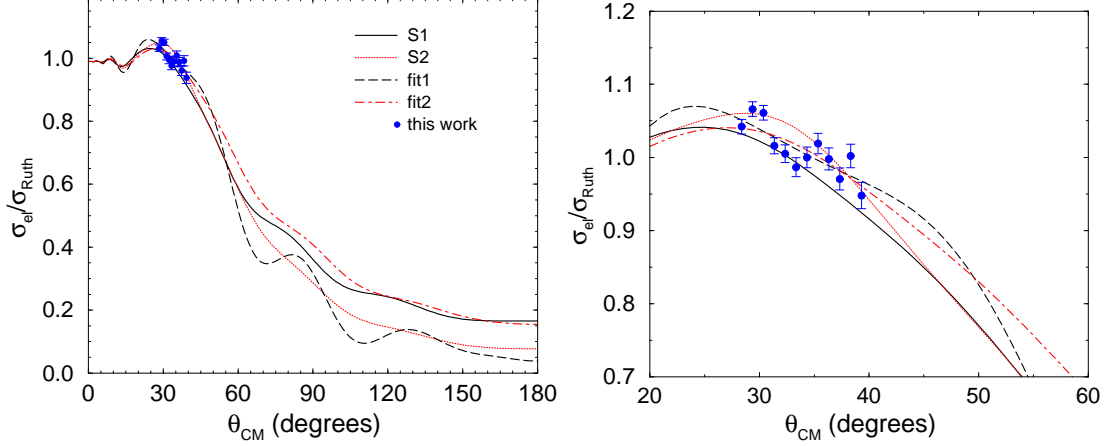 1.0
0.8
0.6
0.4
0.2
0.0
0 30 60 90 120 150 180
σel/σRuth
θCM (degrees)
S1
S2
fit1
fit2
this work
1.2
1.1
1.0
0.9
0.8
0.7
20 30 40 50 60
σel/σRuth
θCM (degrees)